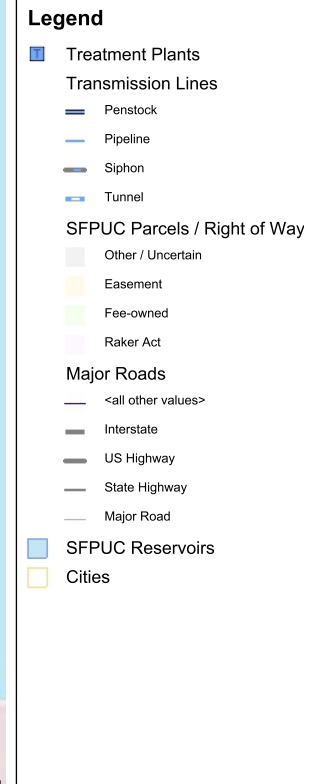 Legend
T
Treatment Plants
Transmission Lines
Penstock
Pipeline
Siphon
Tunnel
SFPUC Parcels / Right of Way
Other / Uncertain
Easement
Fee-owned
Raker Act
Major Roads
<all other values>
Interstate
US Highway
State Highway
Major Road
SFPUC Reservoirs
Cities